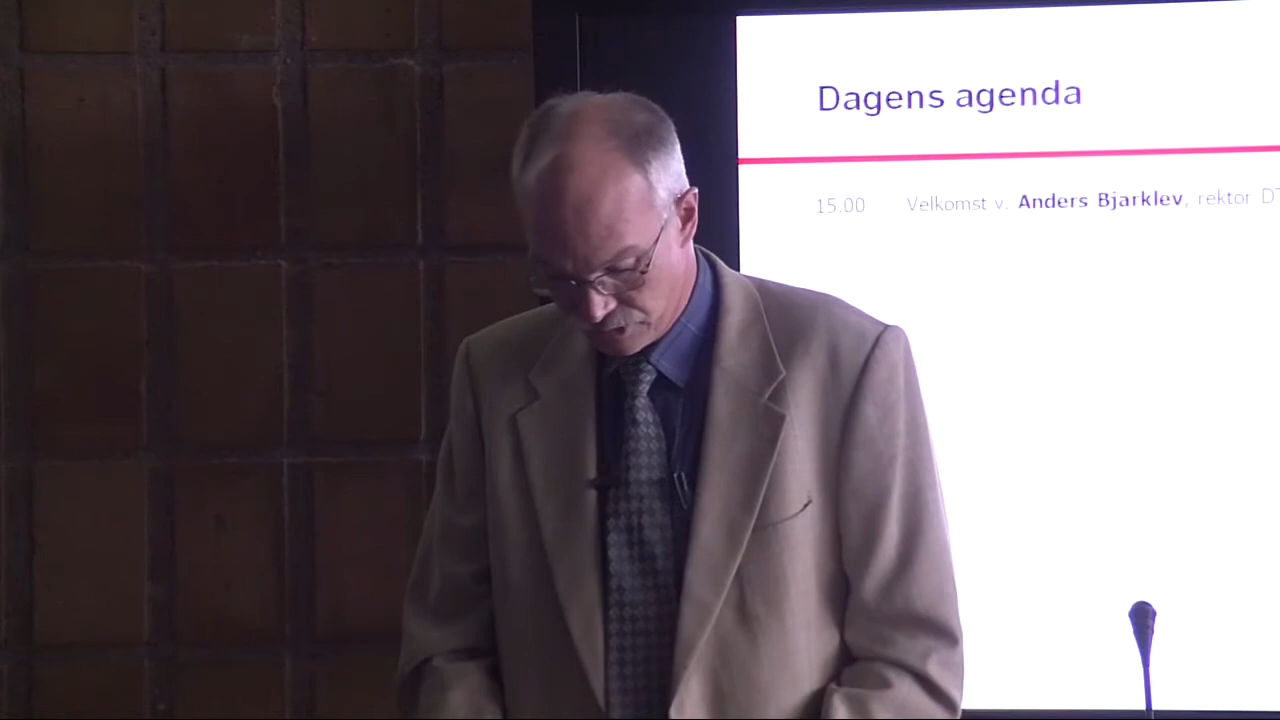 Dagens agenda
15.00 Velkomst v. Anders Bjarklev, rektor